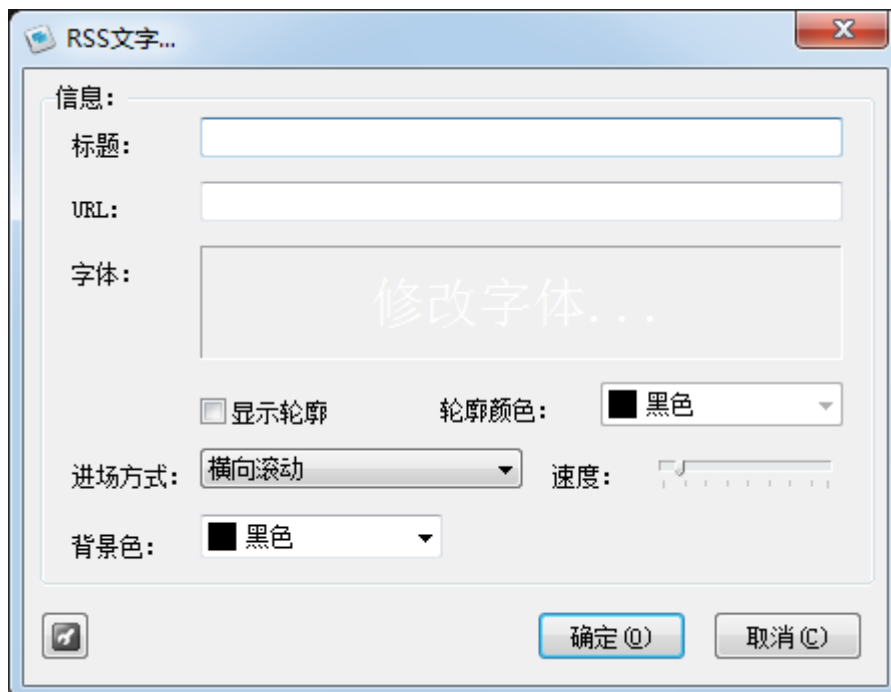 RSS文字...
信息:
标题:
URL:
字体:
修改字体...
显示轮廓 轮廓颜色: 黑色
进场方式: 横向滚动 速度:
背景色: 黑色
确定(O) 取消(C)